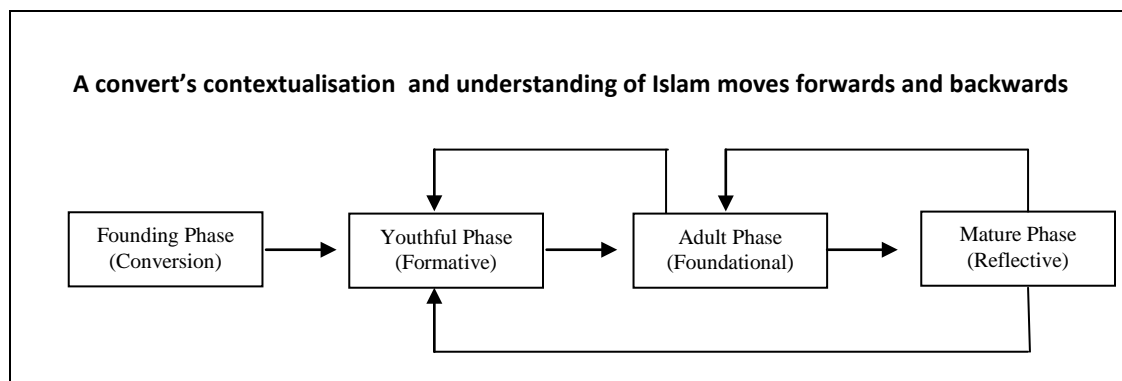 A convert’s contextualisation  and understanding of Islam moves forwards and backwards
Founding Phase
(Conversion)
Youthful Phase
(Formative)
Adult Phase
(Foundational)
Mature Phase
(Reflective)